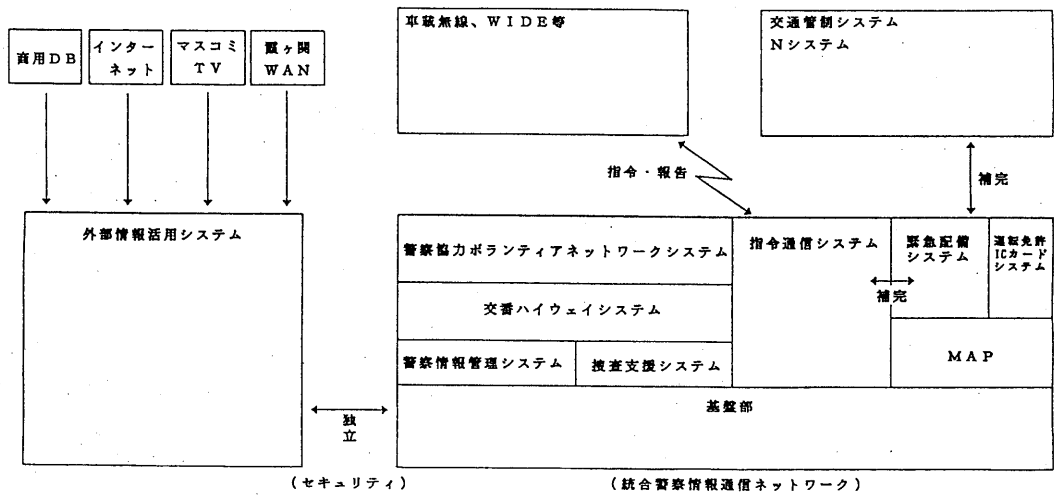 商用DB
インター
ネット
マスコミ
TV
霞ヶ関
WAN
車載無線、WIDE等
交通管制システム
Nシステム
指令・報告
補完
外部情報活用システム
警察協力ボランティアネットワークシステム
指令通信システム
緊急配備
システム
運転免許
ICカード
システム
補完
交番ハイウェイシステム
警察情報管理システム
捜査支援システム
MAP
基盤部
独
立
(セキュリティ)
(統合警察情報通信ネットワーク)